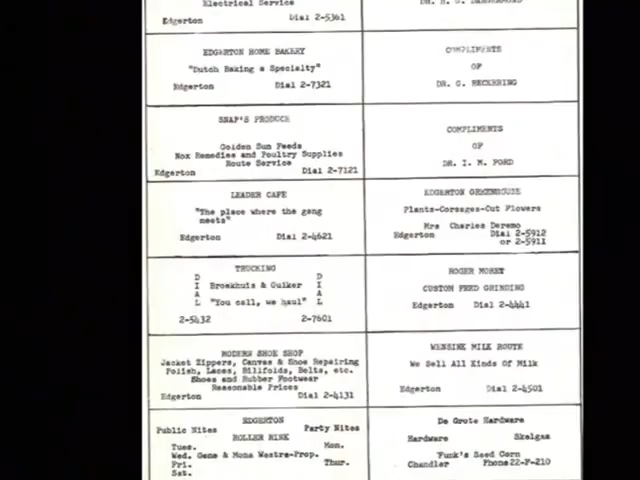 Electrical Service
Edgerton Dial 2-5361
EDGERTON HOME BAKERY
"Dutch Baking a Specialty"
Edgerton Dial 2-7321
COMPLIMENTS
OF
DR. G. BECKERING
SNAP'S PRODUCE
Golden Sun Feeds
Nox Remedies and Poultry Supplies
Route Service
Edgerton Dial 2-7121
COMPLIMENTS
OF
DR. I. M. FORD
LEADER CAFE
"The place where the gang
meets"
Edgerton Dial 2-4621
EDGERTON GREENHOUSE
Plants-Corsages-Cut Flowers
Mrs Charles Deremo
Edgerton Dial 2-5912
or 2-5911
TRUCKING
DIAL Broekhuis & Gulker DIAL
"You call, we haul"
2-5432 2-7601
ROGER MORET
CUSTOM FEED GRINDING
Edgerton Dial 2-4441
MODERN SHOE SHOP
Jacket Zippers, Canvas & Shoe Repairing
Polish, Laces, Billfolds, Belts, etc.
Shoes and Rubber Footwear
Reasonable Prices
Edgerton Dial 2-4131
WENSINK MILK ROUTE
We Sell All Kinds Of Milk
Edgerton Dial 2-4501
EDGERTON
Public Nites Party Nites
ROLLER RINK
Tues. Mon.
Wed. Gene & Mona Westra-Prop.
Fri. Thur.
Sat.
De Grote Hardware
Hardware Skelgas
Funk's Seed Corn
Chandler Phone 22-F-210